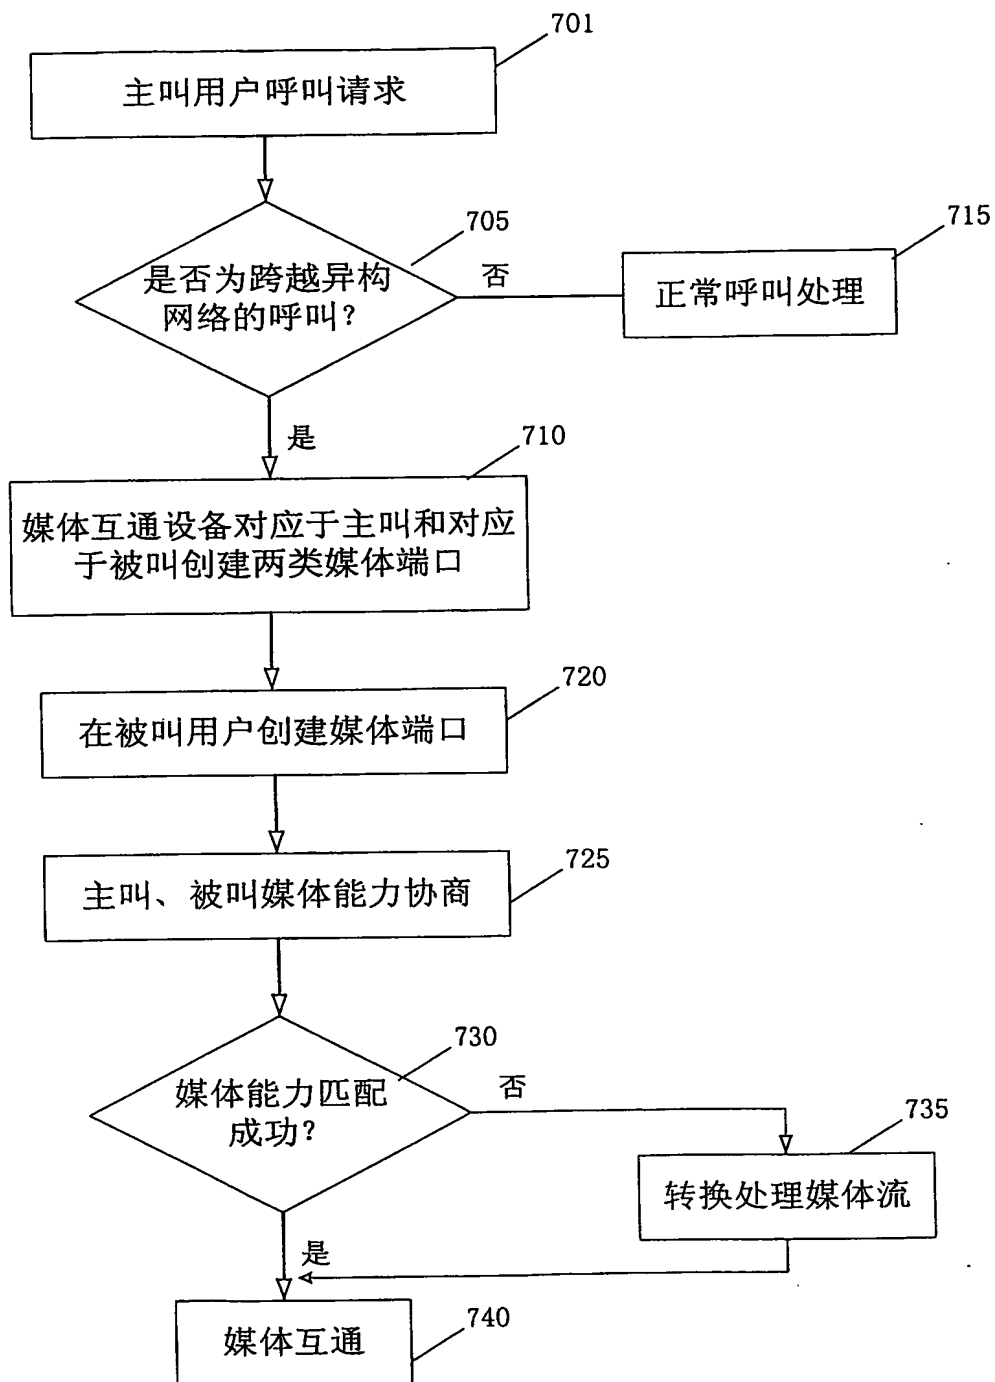 701
主叫用户呼叫请求
705
是否为跨越异构
网络的呼叫?
否
715
正常呼叫处理
是
710
媒体互通设备对应于主叫和对应
于被叫创建两类媒体端口
720
在被叫用户创建媒体端口
725
主叫、被叫媒体能力协商
730
媒体能力匹配
成功?
否
735
转换处理媒体流
是
740
媒体互通